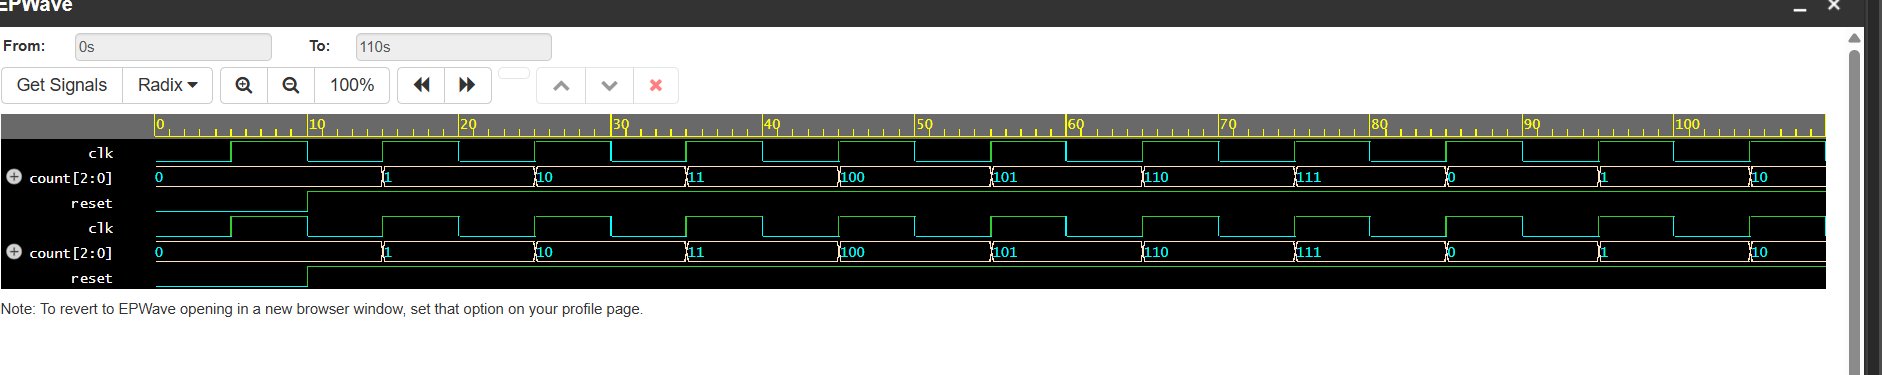 EPWave
From: 0s To: 110s
Get Signals Radix 100%
0 10 20 30 40 50 60 70 80 90 100
clk
count[2:0] 0 1 10 11 100 101 110 111 0 1 10
reset
clk
count[2:0] 0 1 10 11 100 101 110 111 0 1 10
reset
Note: To revert to EPWave opening in a new browser window, set that option on your profile page.